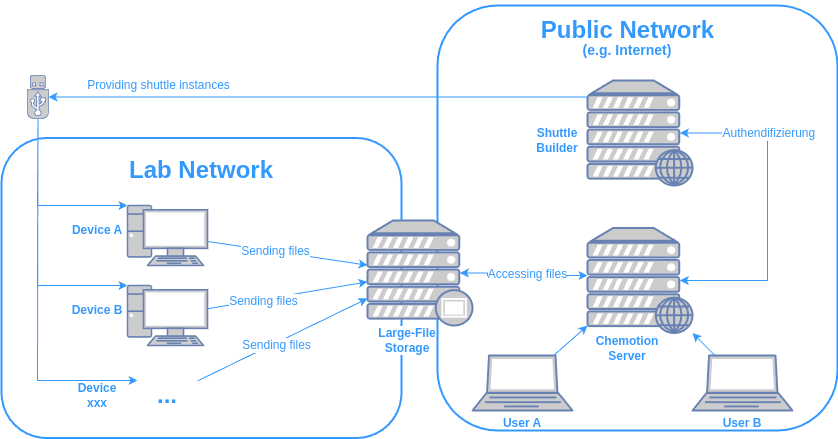 Public Network
(e.g. Internet)
Providing shuttle instances
Shuttle
Builder
Authendifizierung
Lab Network
Device A
Sending files
Device B
Sending files
Accessing files
Large-File
Storage
Chemotion
Server
Sending files
Device
xxx
...
User A
User B